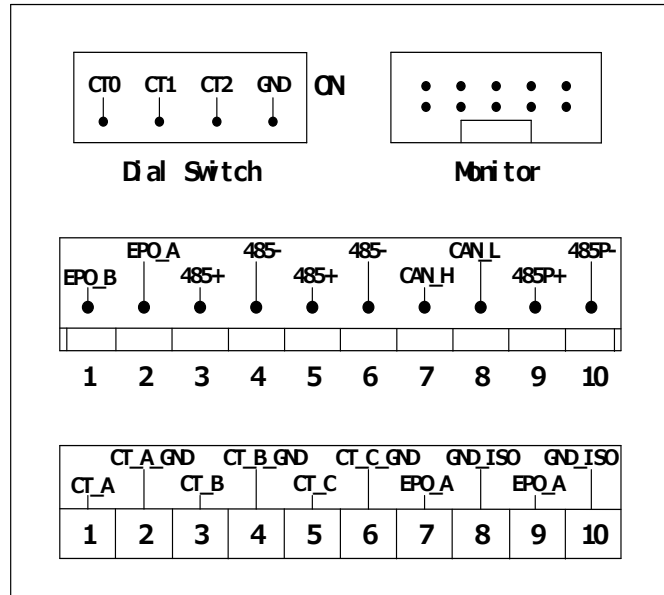 CT0 CT1 CT2 GND ON
Dial Switch Monitor
EPO_A 485- 485- CAN_L 485P-
EPO_B 485+ 485+ CAN_H 485P+
1 2 3 4 5 6 7 8 9 10
CT_A_GND CT_B_GND CT_C_GND GND_ISO GND_ISO
CT_A CT_B CT_C EPO_A EPO_A
1 2 3 4 5 6 7 8 9 10